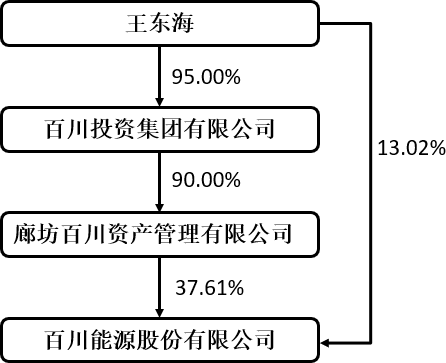 王东海
95.00%
百川投资集团有限公司
13.02%
90.00%
廊坊百川资产管理有限公司
37.61%
百川能源股份有限公司